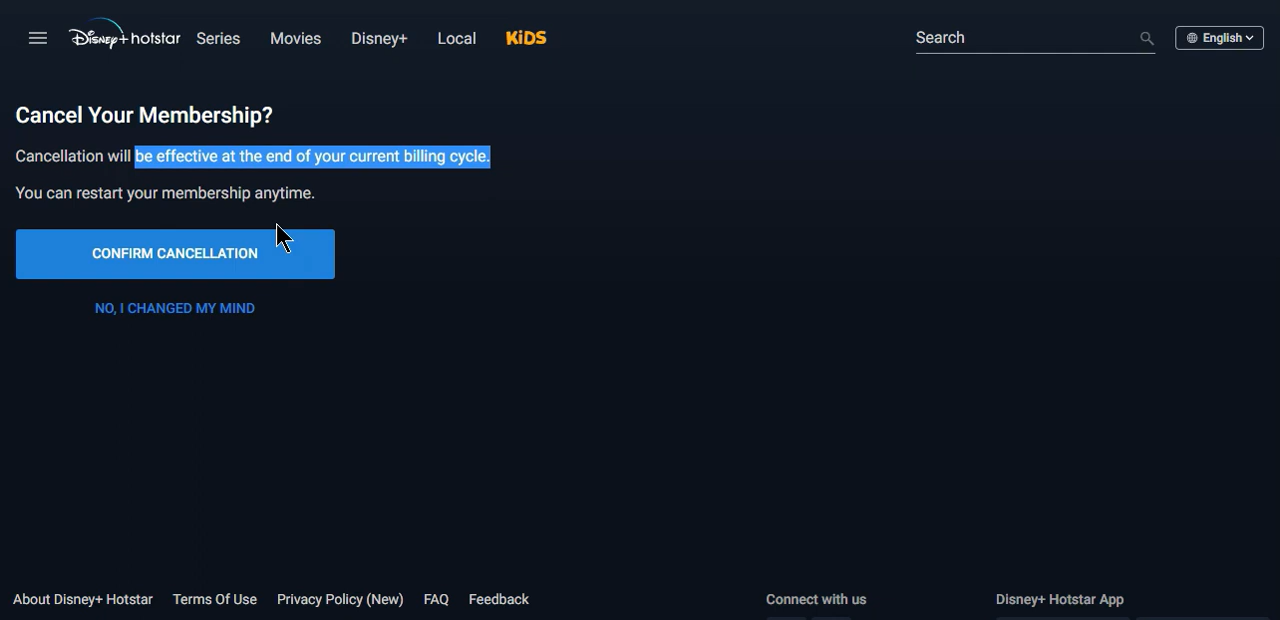 Disney+ hotstar Series Movies Disney+ Local KiDS Search English
Cancel Your Membership?
Cancellation will be effective at the end of your current billing cycle.
You can restart your membership anytime.
CONFIRM CANCELLATION
NO, I CHANGED MY MIND
About Disney+ Hotstar Terms Of Use Privacy Policy (New) FAQ Feedback Connect with us Disney+ Hotstar App